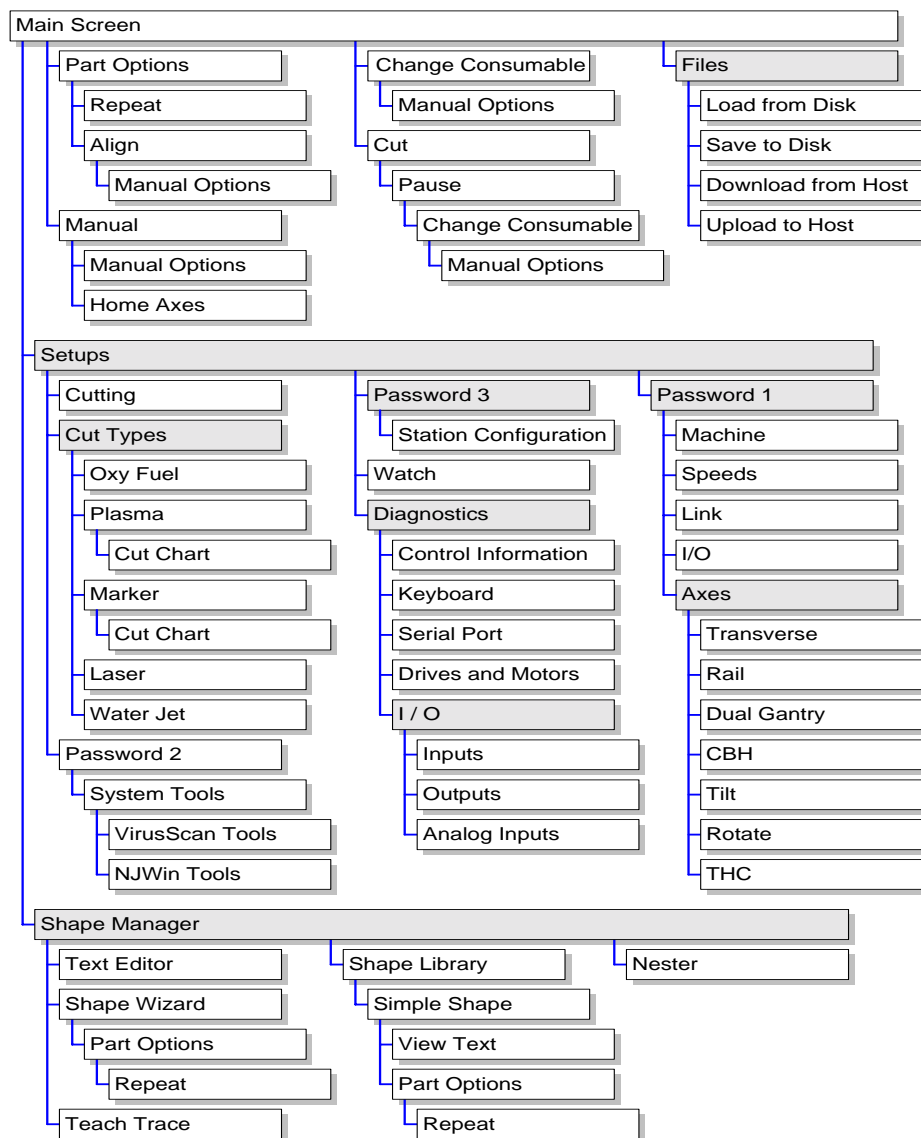 Main Screen
Part Options
Repeat
Align
Manual Options
Manual
Manual Options
Home Axes
Change Consumable
Manual Options
Cut
Pause
Change Consumable
Manual Options
Files
Load from Disk
Save to Disk
Download from Host
Upload to Host
Setups
Cutting
Cut Types
Oxy Fuel
Plasma
Cut Chart
Marker
Cut Chart
Laser
Water Jet
Password 2
System Tools
VirusScan Tools
NJWin Tools
Password 3
Station Configuration
Watch
Diagnostics
Control Information
Keyboard
Serial Port
Drives and Motors
I / O
Inputs
Outputs
Analog Inputs
Password 1
Machine
Speeds
Link
I/O
Axes
Transverse
Rail
Dual Gantry
CBH
Tilt
Rotate
THC
Shape Manager
Text Editor
Shape Wizard
Part Options
Repeat
Teach Trace
Shape Library
Simple Shape
View Text
Part Options
Repeat
Nester